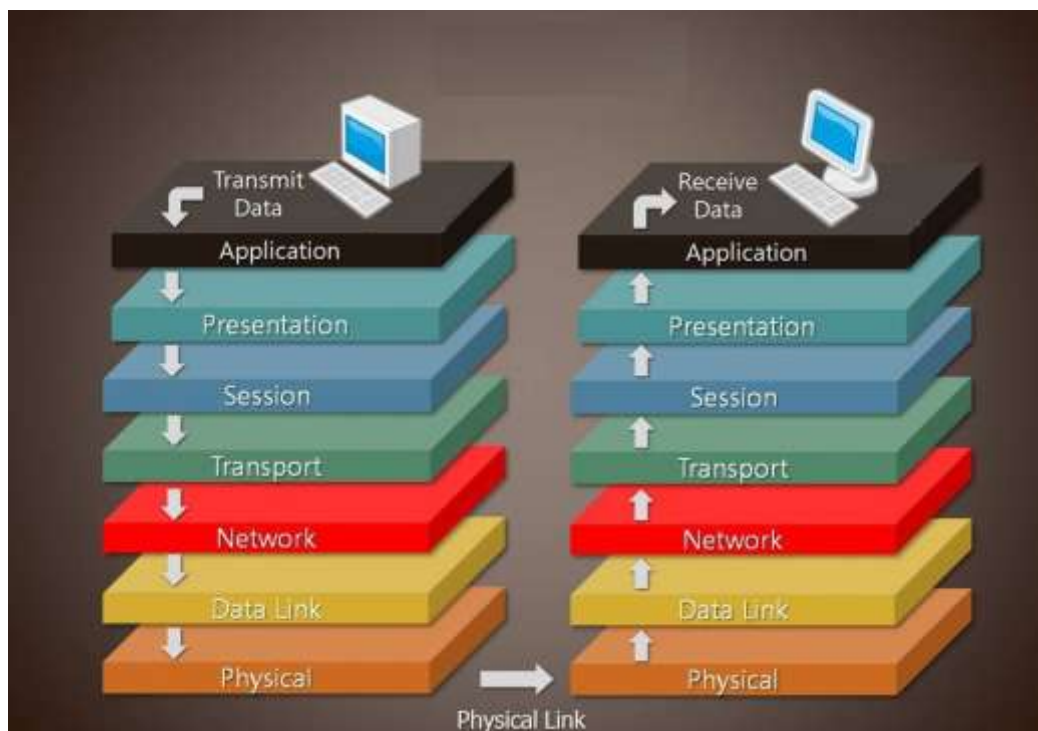 Transmit
Data
Application
Presentation
Session
Transport
Network
Data Link
Physical
Receive
Data
Application
Presentation
Session
Transport
Network
Data Link
Physical
Physical Link